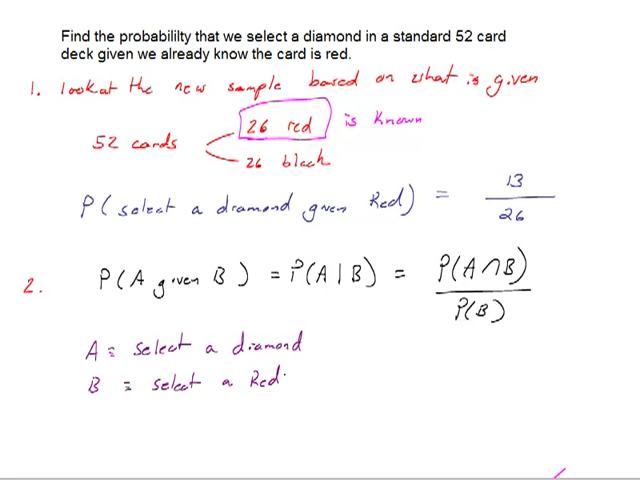 Find the probabililty that we select a diamond in a standard 52 card
deck given we already know the card is red.
1. look at the new sample based on what is given
26 red is known
52 cards
26 black
P(select a diamond given Red) = 13/26
2. P(A given B) = P(A|B) = P(A∩B)/P(B)
A = select a diamond
B = select a Red.